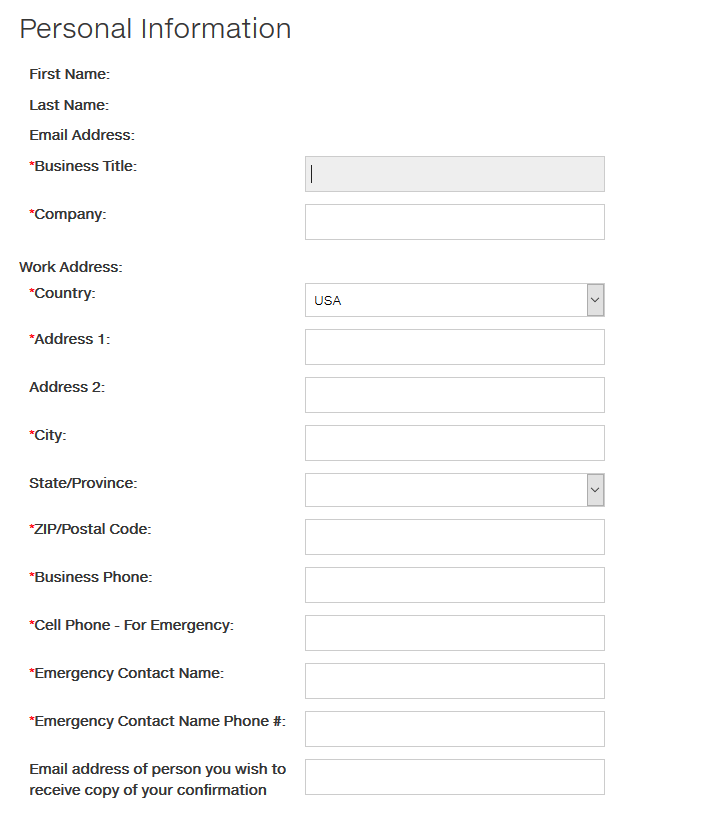 Personal Information
First Name:
Last Name:
Email Address:
*Business Title:
*Company:
Work Address:
*Country:
USA
*Address 1:
Address 2:
*City:
State/Province:
*ZIP/Postal Code:
*Business Phone:
*Cell Phone - For Emergency:
*Emergency Contact Name:
*Emergency Contact Name Phone #:
Email address of person you wish to
receive copy of your confirmation